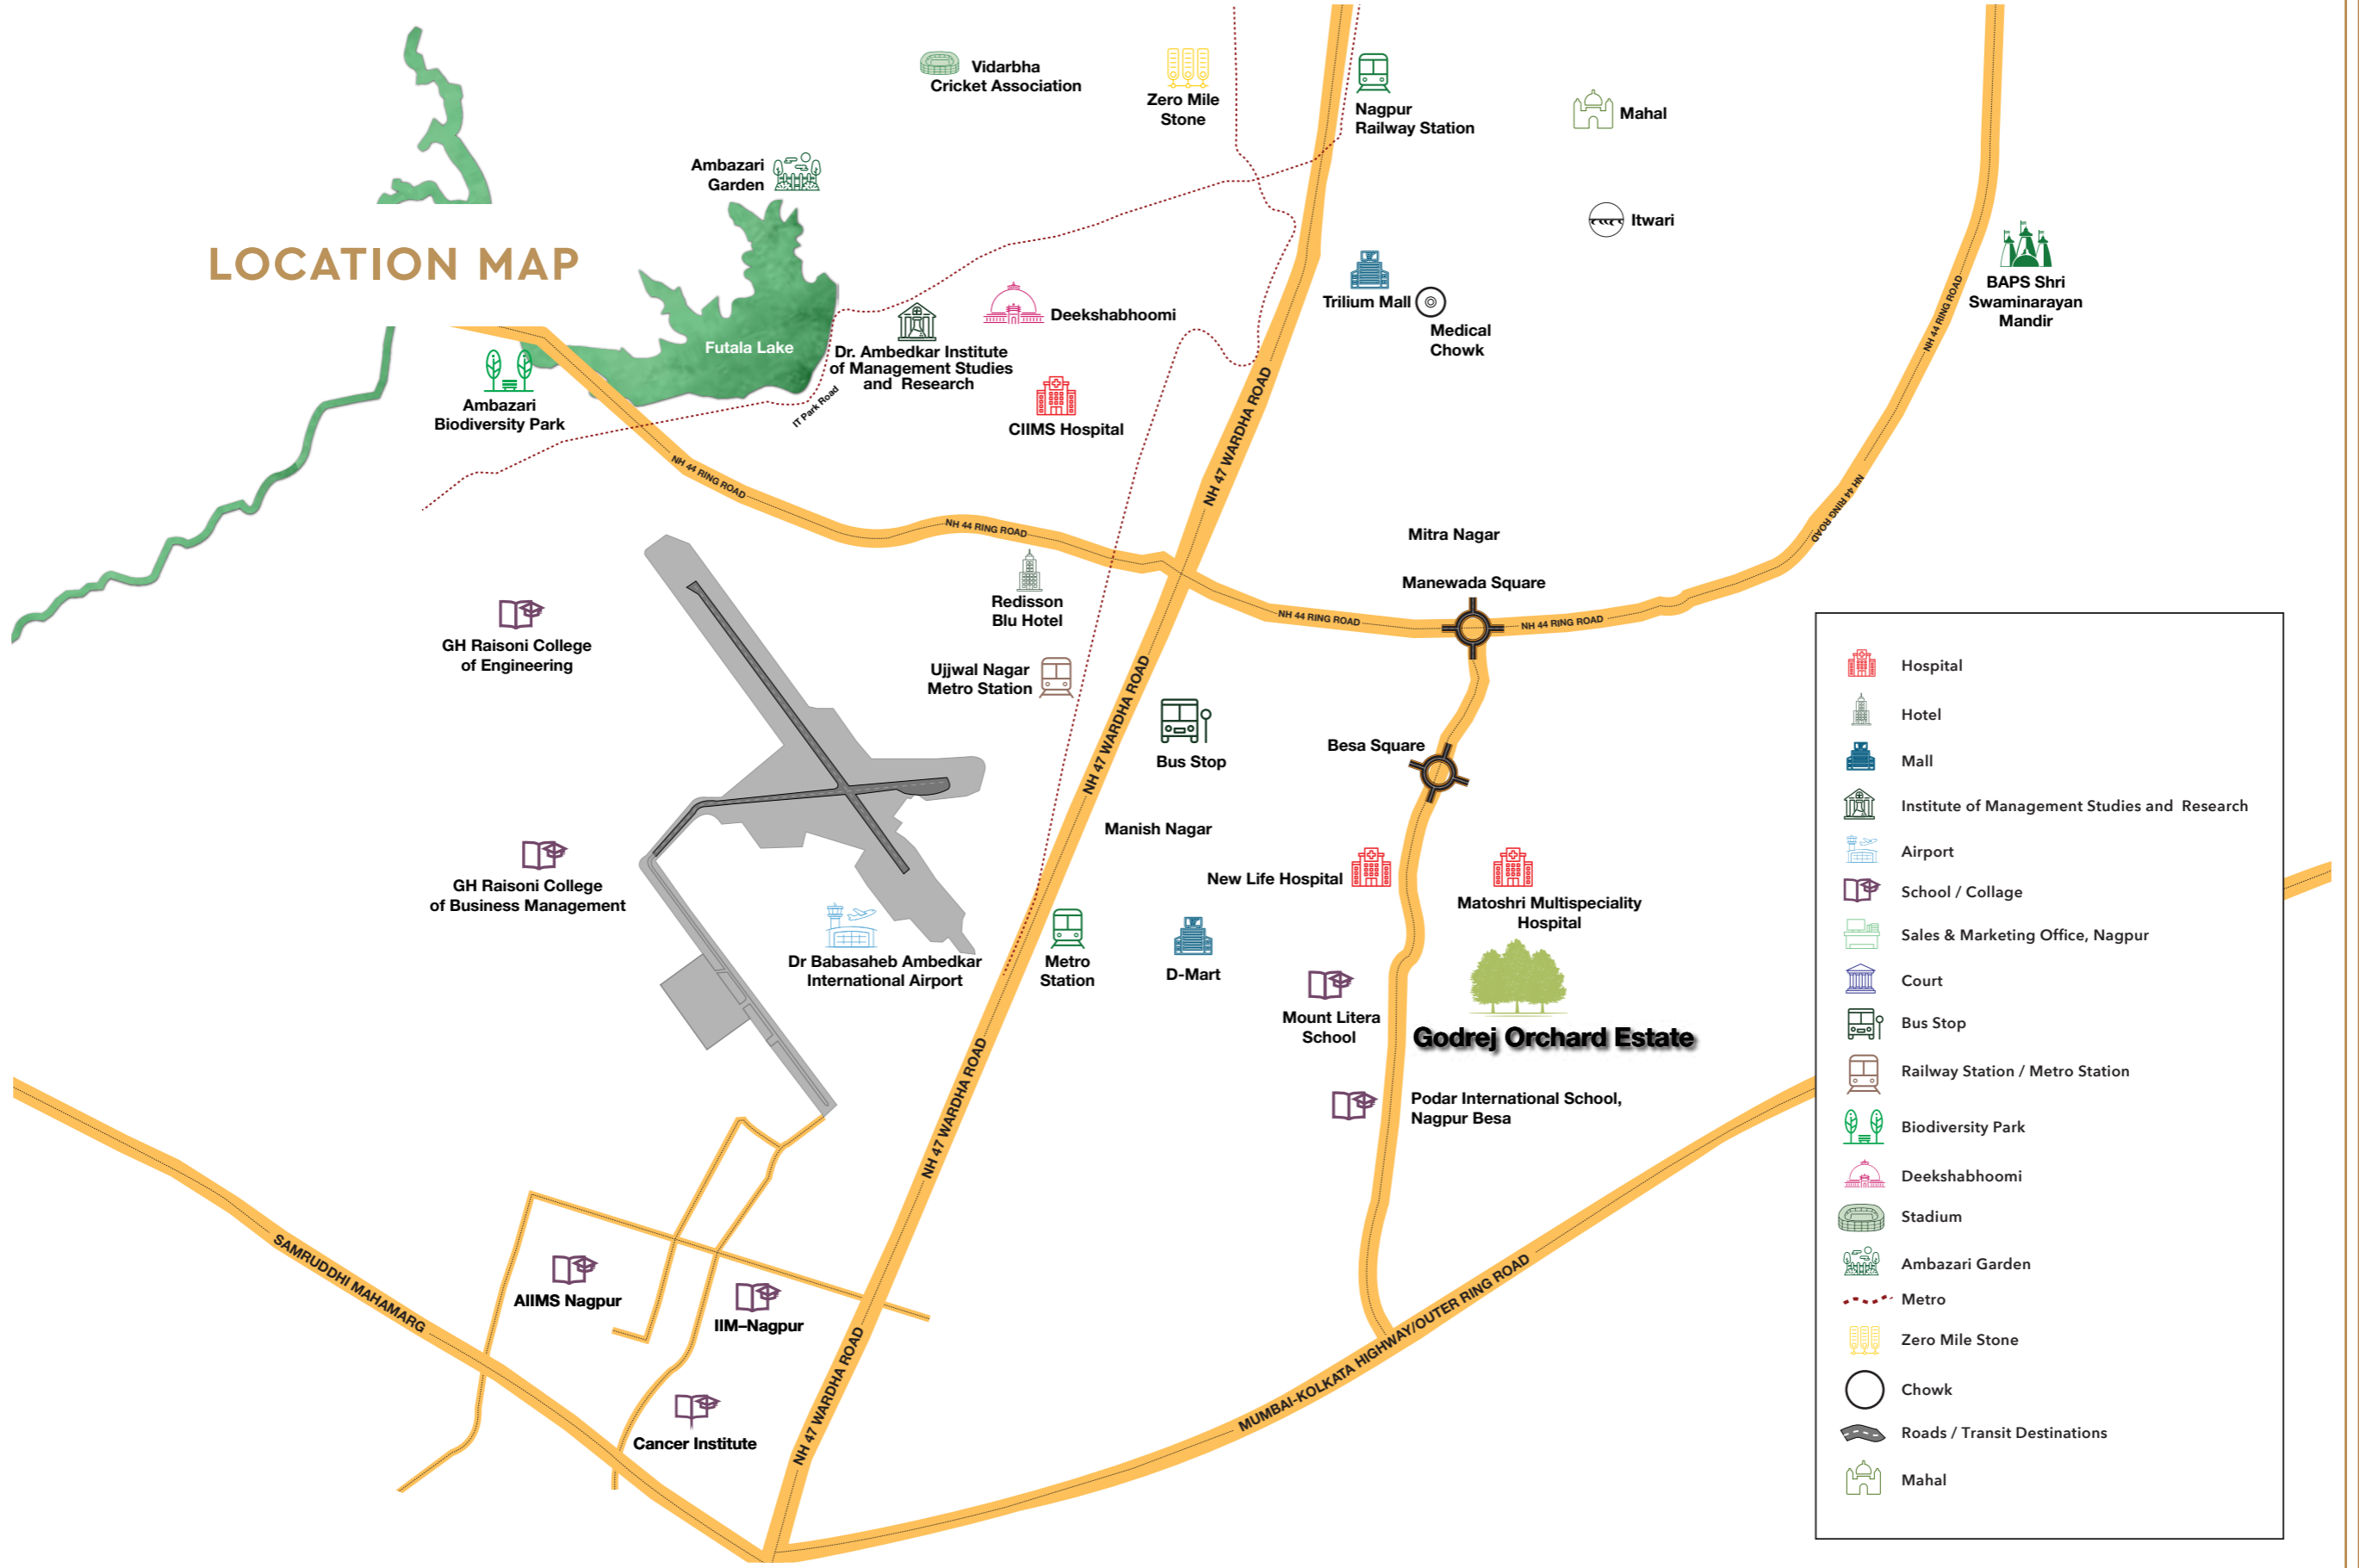 Vidarbha
Cricket Association
Zero Mile
Stone
Nagpur
Railway Station
Mahal
Ambazari
Garden
Itwari
LOCATION MAP
BAPS Shri
Swaminarayan
Mandir
Trilium Mall
Medical
Chowk
Deekshabhoomi
Futala Lake
Dr. Ambedkar Institute
of Management Studies
and Research
IT Park Road
Ambazari
Biodiversity Park
CIIMS Hospital
NH 44 RING ROAD
NH 47 WARDHA ROAD
NH 44 RING ROAD
NH 44 RING ROAD
NH 44 RING ROAD
Mitra Nagar
Manewada Square
NH 44 RING ROAD
NH 44 RING ROAD
Redisson
Blu Hotel
GH Raisoni College
of Engineering
Ujjwal Nagar
Metro Station
NH 47 WARDHA ROAD
Bus Stop
Besa Square
Manish Nagar
GH Raisoni College
of Business Management
New Life Hospital
Matoshri Multispeciality
Hospital
Dr Babasaheb Ambedkar
International Airport
Metro
Station
D-Mart
Mount Litera
School
Godrej Orchard Estate
NH 47 WARDHA ROAD
Podar International School,
Nagpur Besa
SAMRUDDHI MAHAMARG
AIIMS Nagpur
IIM–Nagpur
Cancer Institute
NH 47 WARDHA ROAD
MUMBAI-KOLKATA HIGHWAY/OUTER RING ROAD
Hospital
Hotel
Mall
Institute of Management Studies and Research
Airport
School / Collage
Sales & Marketing Office, Nagpur
Court
Bus Stop
Railway Station / Metro Station
Biodiversity Park
Deekshabhoomi
Stadium
Ambazari Garden
Metro
Zero Mile Stone
Chowk
Roads / Transit Destinations
Mahal